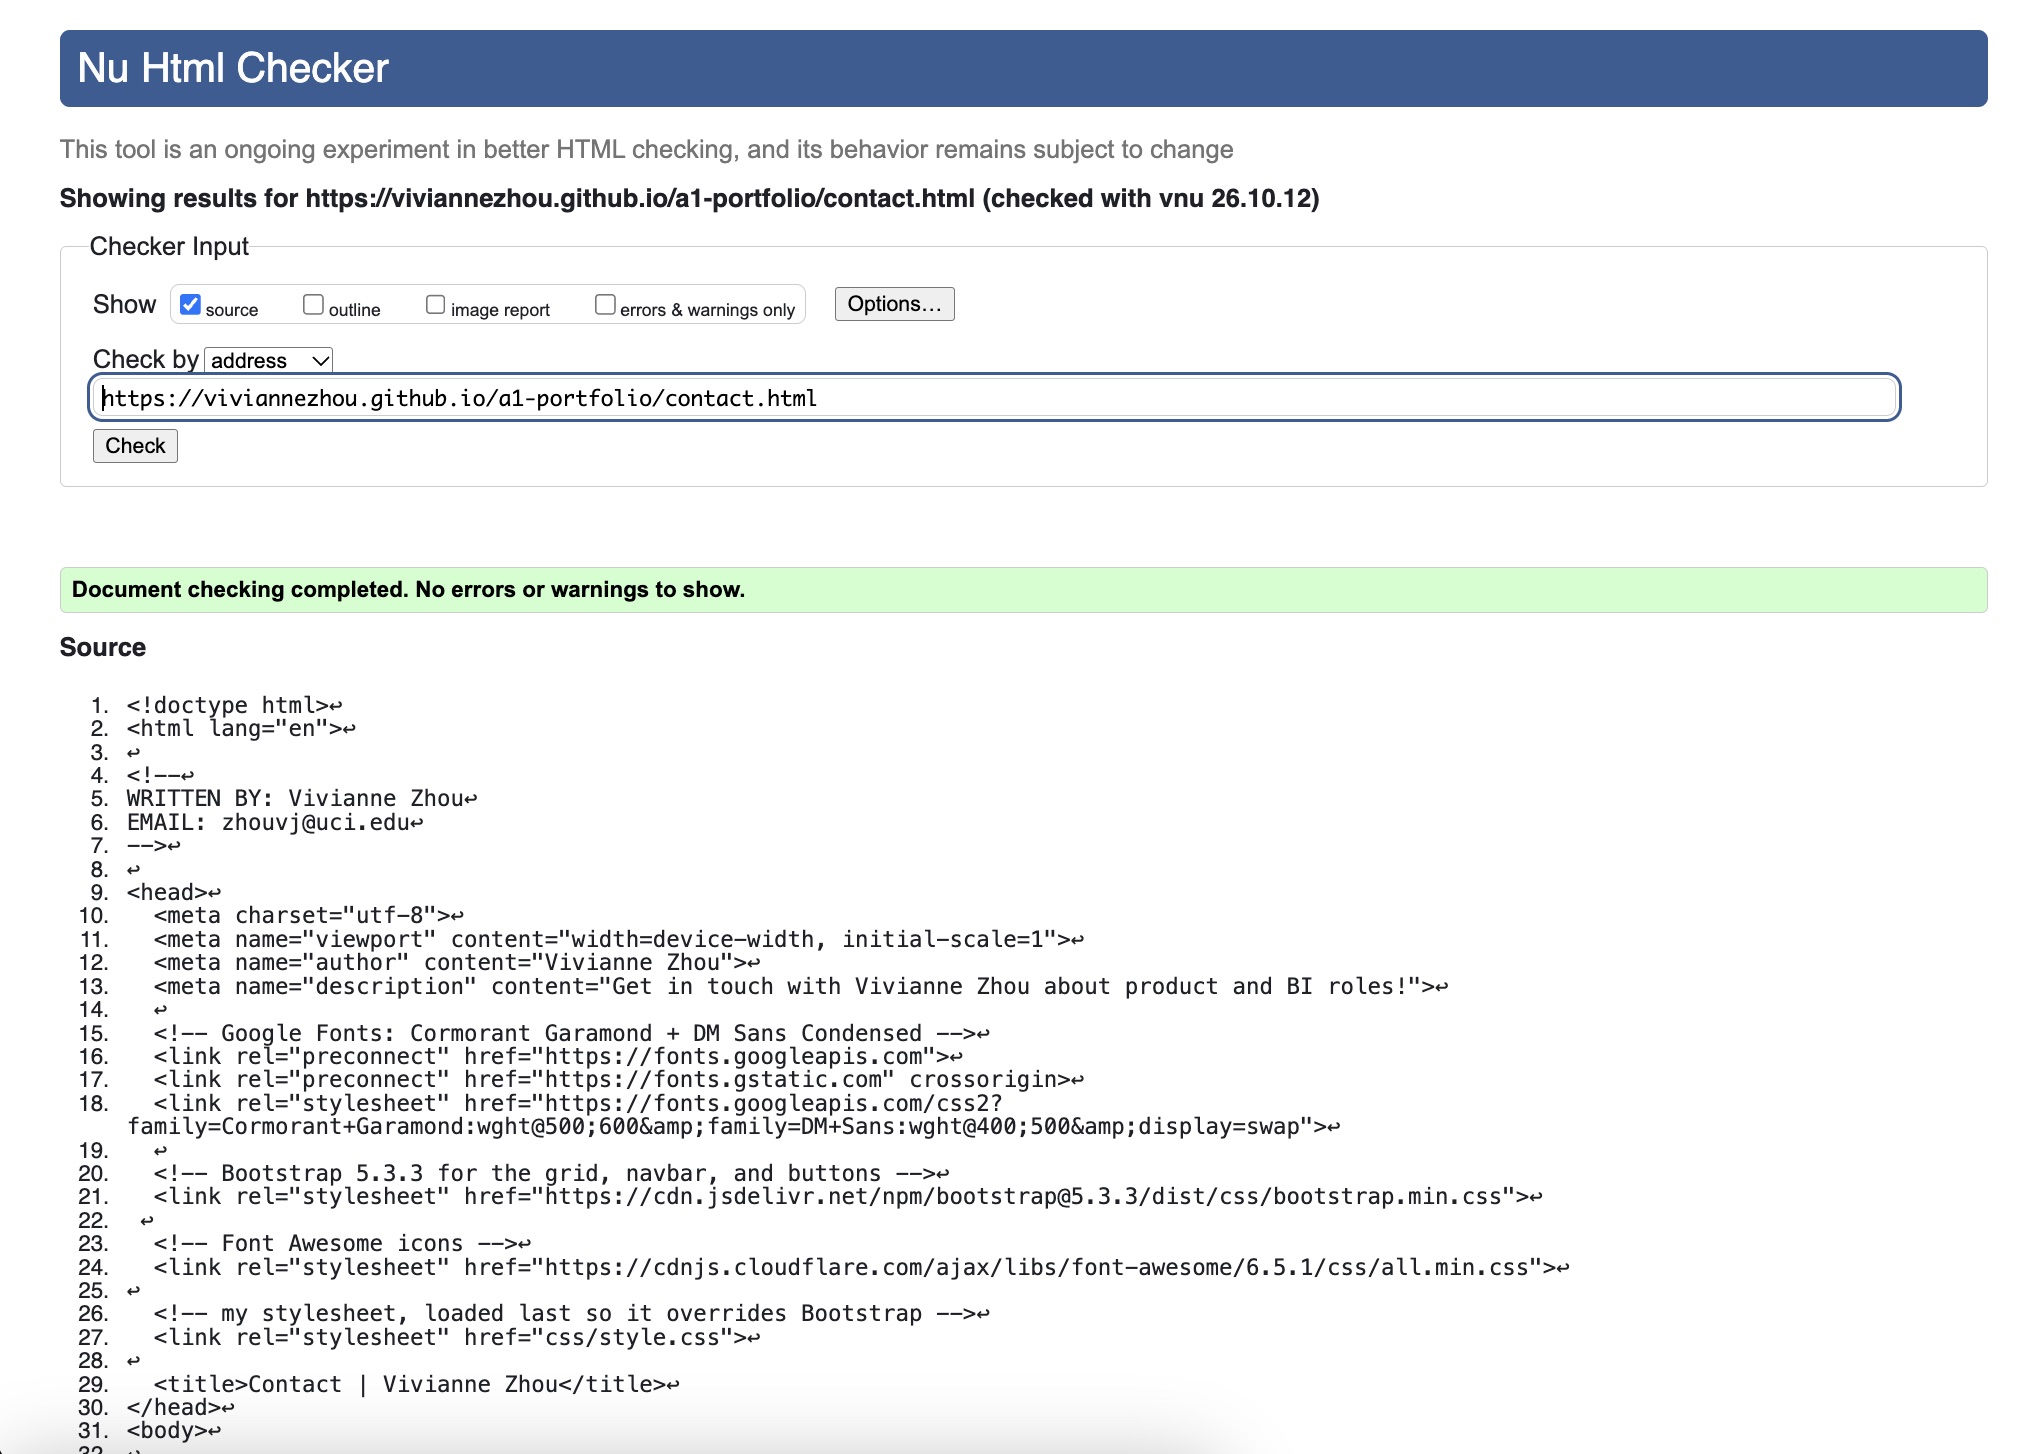 Nu Html Checker
This tool is an ongoing experiment in better HTML checking, and its behavior remains subject to change
Showing results for https://viviannezhou.github.io/a1-portfolio/contact.html (checked with vnu 26.10.12)
Checker Input
Show source outline image report errors & warnings only Options...
Check by address
https://viviannezhou.github.io/a1-portfolio/contact.html
Check
Document checking completed. No errors or warnings to show.
Source
1. <!doctype html>↩
2. <html lang="en">↩
3. ↩
4. <!--↩
5. WRITTEN BY: Vivianne Zhou↩
6. EMAIL: zhouvj@uci.edu↩
7. -->↩
8. ↩
9. <head>↩
10. <meta charset="utf-8">↩
11. <meta name="viewport" content="width=device-width, initial-scale=1">↩
12. <meta name="author" content="Vivianne Zhou">↩
13. <meta name="description" content="Get in touch with Vivianne Zhou about product and BI roles!">↩
14. ↩
15. <!-- Google Fonts: Cormorant Garamond + DM Sans Condensed -->↩
16. <link rel="preconnect" href="https://fonts.googleapis.com">↩
17. <link rel="preconnect" href="https://fonts.gstatic.com" crossorigin>↩
18. <link rel="stylesheet" href="https://fonts.googleapis.com/css2?
family=Cormorant+Garamond:wght@500;600&amp;family=DM+Sans:wght@400;500&amp;display=swap">↩
19. ↩
20. <!-- Bootstrap 5.3.3 for the grid, navbar, and buttons -->↩
21. <link rel="stylesheet" href="https://cdn.jsdelivr.net/npm/bootstrap@5.3.3/dist/css/bootstrap.min.css">↩
22. ↩
23. <!-- Font Awesome icons -->↩
24. <link rel="stylesheet" href="https://cdnjs.cloudflare.com/ajax/libs/font-awesome/6.5.1/css/all.min.css">↩
25. ↩
26. <!-- my stylesheet, loaded last so it overrides Bootstrap -->↩
27. <link rel="stylesheet" href="css/style.css">↩
28. ↩
29. <title>Contact | Vivianne Zhou</title>↩
30. </head>↩
31. <body>↩